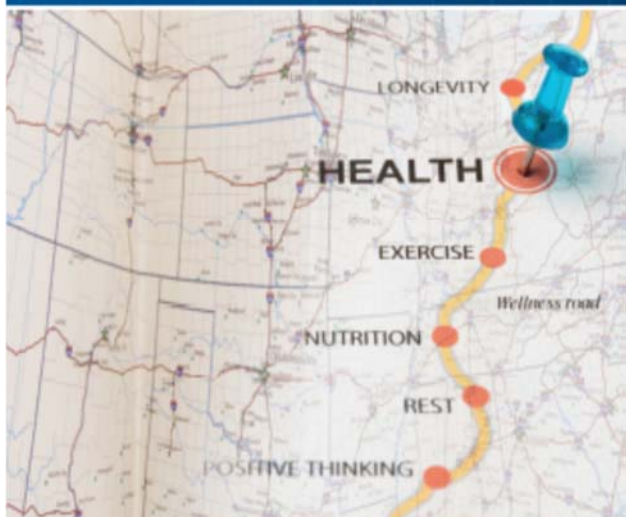 LONGEVITY
HEALTH
EXERCISE
Wellness road
NUTRITION
REST
POSITIVE THINKING